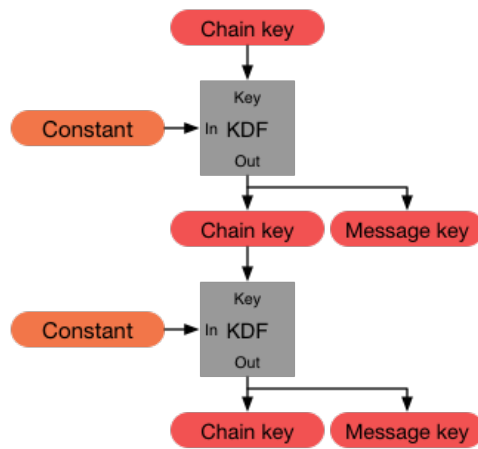 Chain key
Key
Constant
In KDF
Out
Chain key
Message key
Key
Constant
In KDF
Out
Chain key
Message key